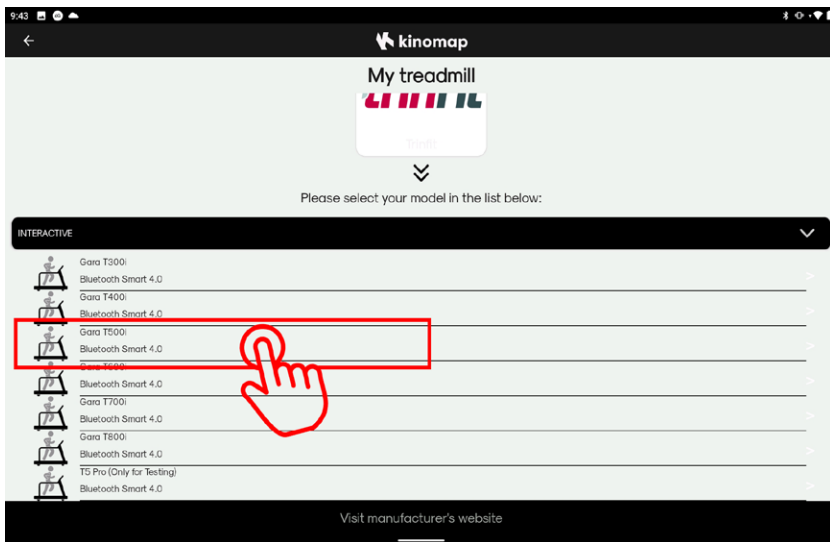 9:43
kinomap
My treadmill
Trinfit
Please select your model in the list below:
INTERACTIVE
Gara T300i
Bluetooth Smart 4.0
Gara T400i
Bluetooth Smart 4.0
Gara T500i
Bluetooth Smart 4.0
Gara T600i
Bluetooth Smart 4.0
Gara T700i
Bluetooth Smart 4.0
Gara T800i
Bluetooth Smart 4.0
T5 Pro (Only for Testing)
Bluetooth Smart 4.0
Visit manufacturer's website